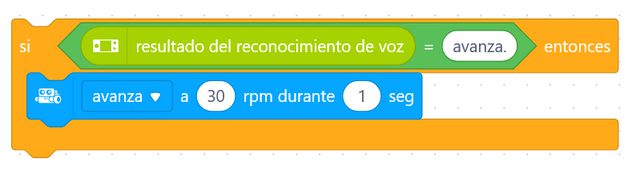 si resultado del reconocimiento de voz = avanza. entonces
avanza a 30 rpm durante 1 seg